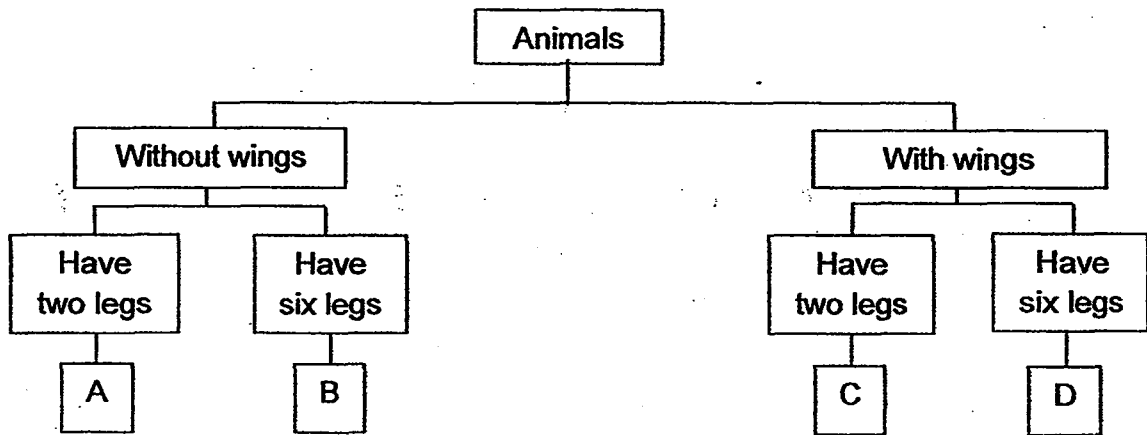 Animals
Without wings
With wings
Have
two legs
Have
six legs
Have
two legs
Have
six legs
A
B
C
D